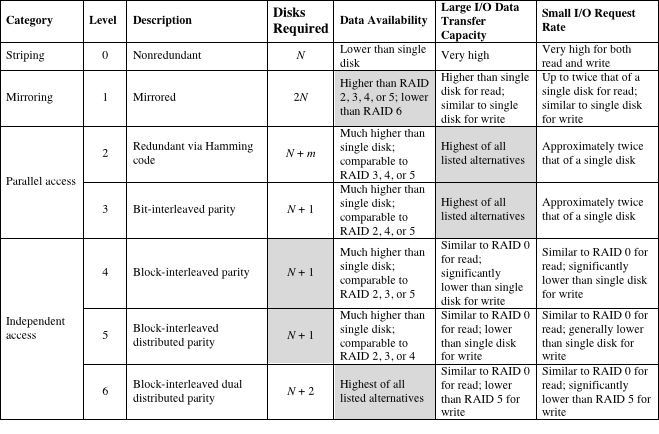 Category
Level
Description
Disks
Required
Data Availability
Large I/O Data
Transfer
Capacity
Small I/O Request
Rate
Striping
0
Nonredundant
N
Lower than single
disk
Very high
Very high for both
read and write
Mirroring
1
Mirrored
2N
Higher than RAID
2, 3, 4, or 5; lower
than RAID 6
Higher than single
disk for read;
similar to single
disk for write
Up to twice that of a
single disk for read;
similar to single disk
for write
Parallel access
2
Redundant via Hamming
code
N + m
Much higher than
single disk;
comparable to
RAID 3, 4, or 5
Highest of all
listed alternatives
Approximately twice
that of a single disk
3
Bit-interleaved parity
N + 1
Much higher than
single disk;
comparable to
RAID 2, 4, or 5
Highest of all
listed alternatives
Approximately twice
that of a single disk
Independent
access
4
Block-interleaved parity
N + 1
Much higher than
single disk;
comparable to
RAID 2, 3, or 5
Similar to RAID 0
for read;
significantly
lower than single
disk for write
Similar to RAID 0 for
read; significantly
lower than single disk
for write
5
Block-interleaved
distributed parity
N + 1
Much higher than
single disk;
comparable to
RAID 2, 3, or 4
Similar to RAID 0
for read; lower
than single disk
for write
Similar to RAID 0 for
read; generally lower
than single disk for
write
6
Block-interleaved dual
distributed parity
N + 2
Highest of all
listed alternatives
Similar to RAID 0
for read; lower
than RAID 5 for
write
Similar to RAID 0 for
read; significantly
lower than RAID 5 for
write